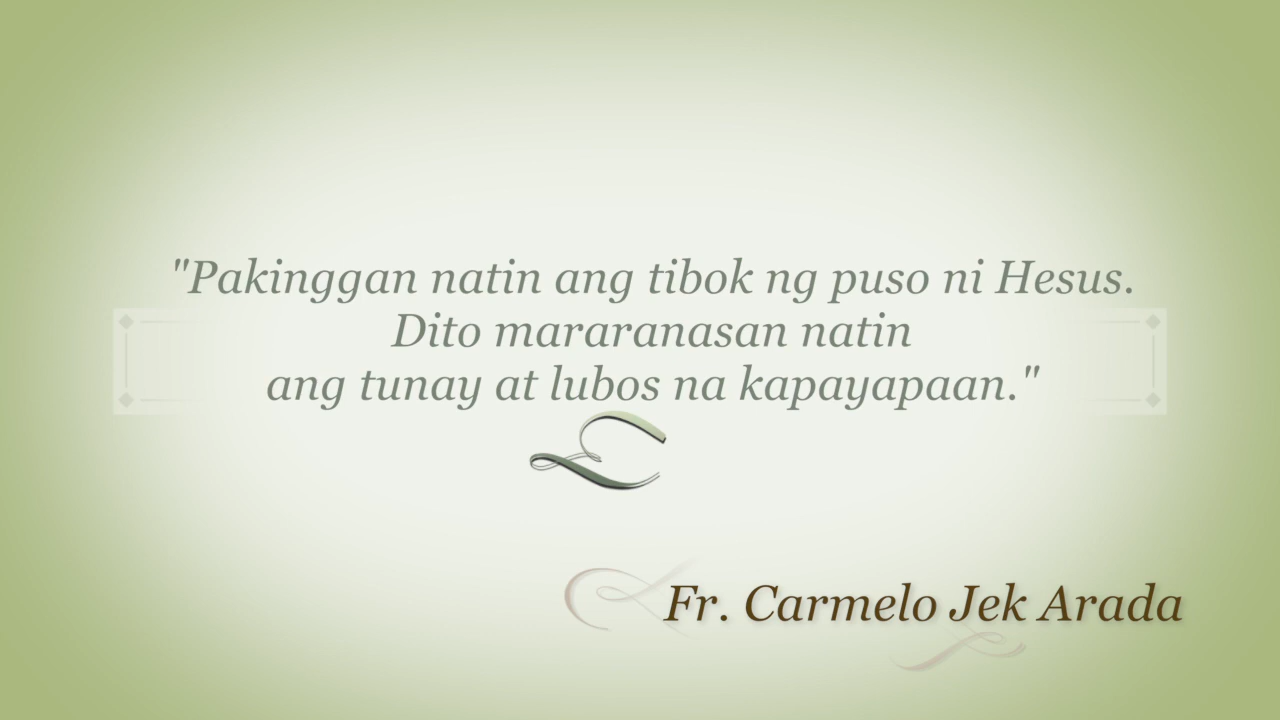 "Pakinggan natin ang tibok ng puso ni Hesus.
Dito mararanasan natin
ang tunay at lubos na kapayapaan."
Fr. Carmelo Jek Arada